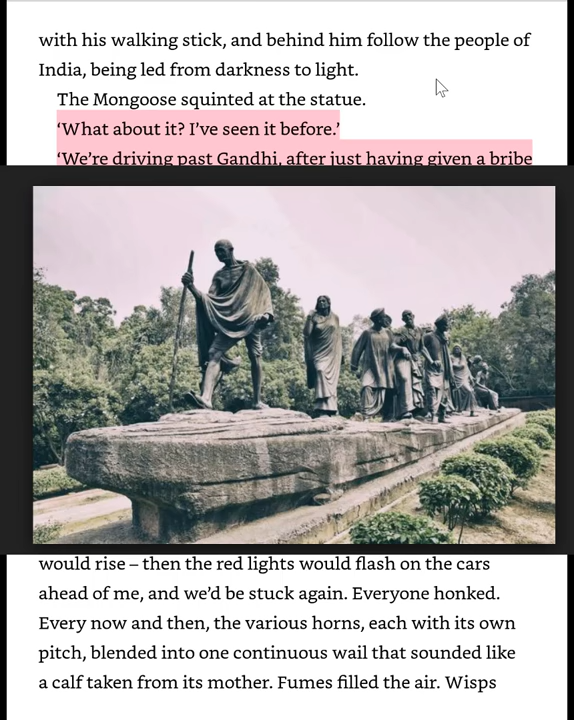 with his walking stick, and behind him follow the people of
India, being led from darkness to light.
The Mongoose squinted at the statue.
‘What about it? I’ve seen it before.’
‘We’re driving past Gandhi, after just having given a bribe
would rise – then the red lights would flash on the cars
ahead of me, and we’d be stuck again. Everyone honked.
Every now and then, the various horns, each with its own
pitch, blended into one continuous wail that sounded like
a calf taken from its mother. Fumes filled the air. Wisps